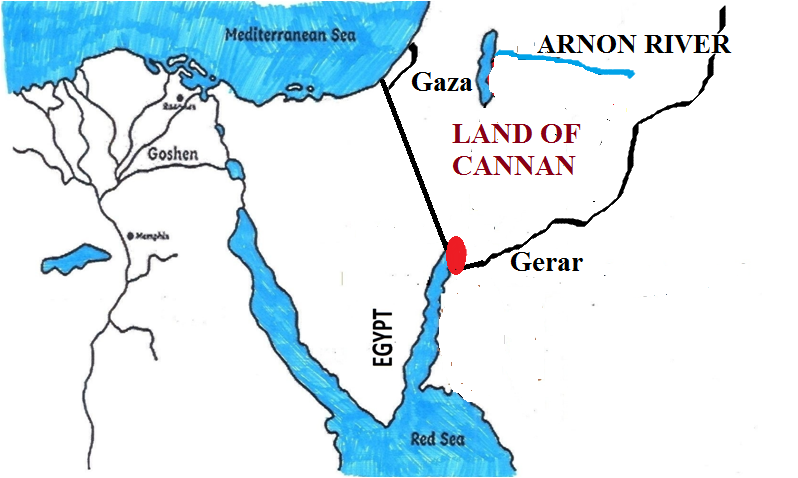 Mediterranean Sea
ARNON RIVER
Gaza
Goshen
LAND OF
CANNAN
Memphis
Gerar
EGYPT
Red Sea